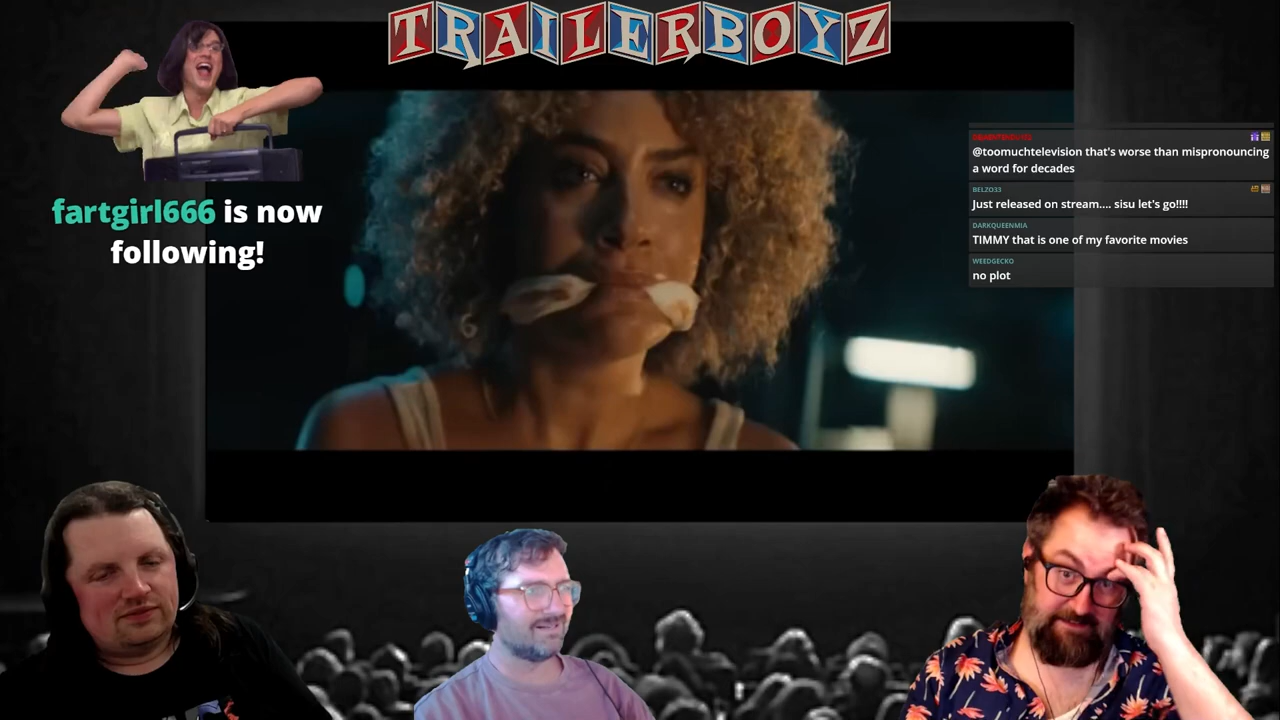 TRAILERBOYZ
fartgirl666 is now
following!
@toomuchtelevision that's worse than mispronouncing
a word for decades
BELZO33
Just released on stream.... sisu let's go!!!!
DARKQUEENMIA
TIMMY that is one of my favorite movies
WEEDGECKO
no plot